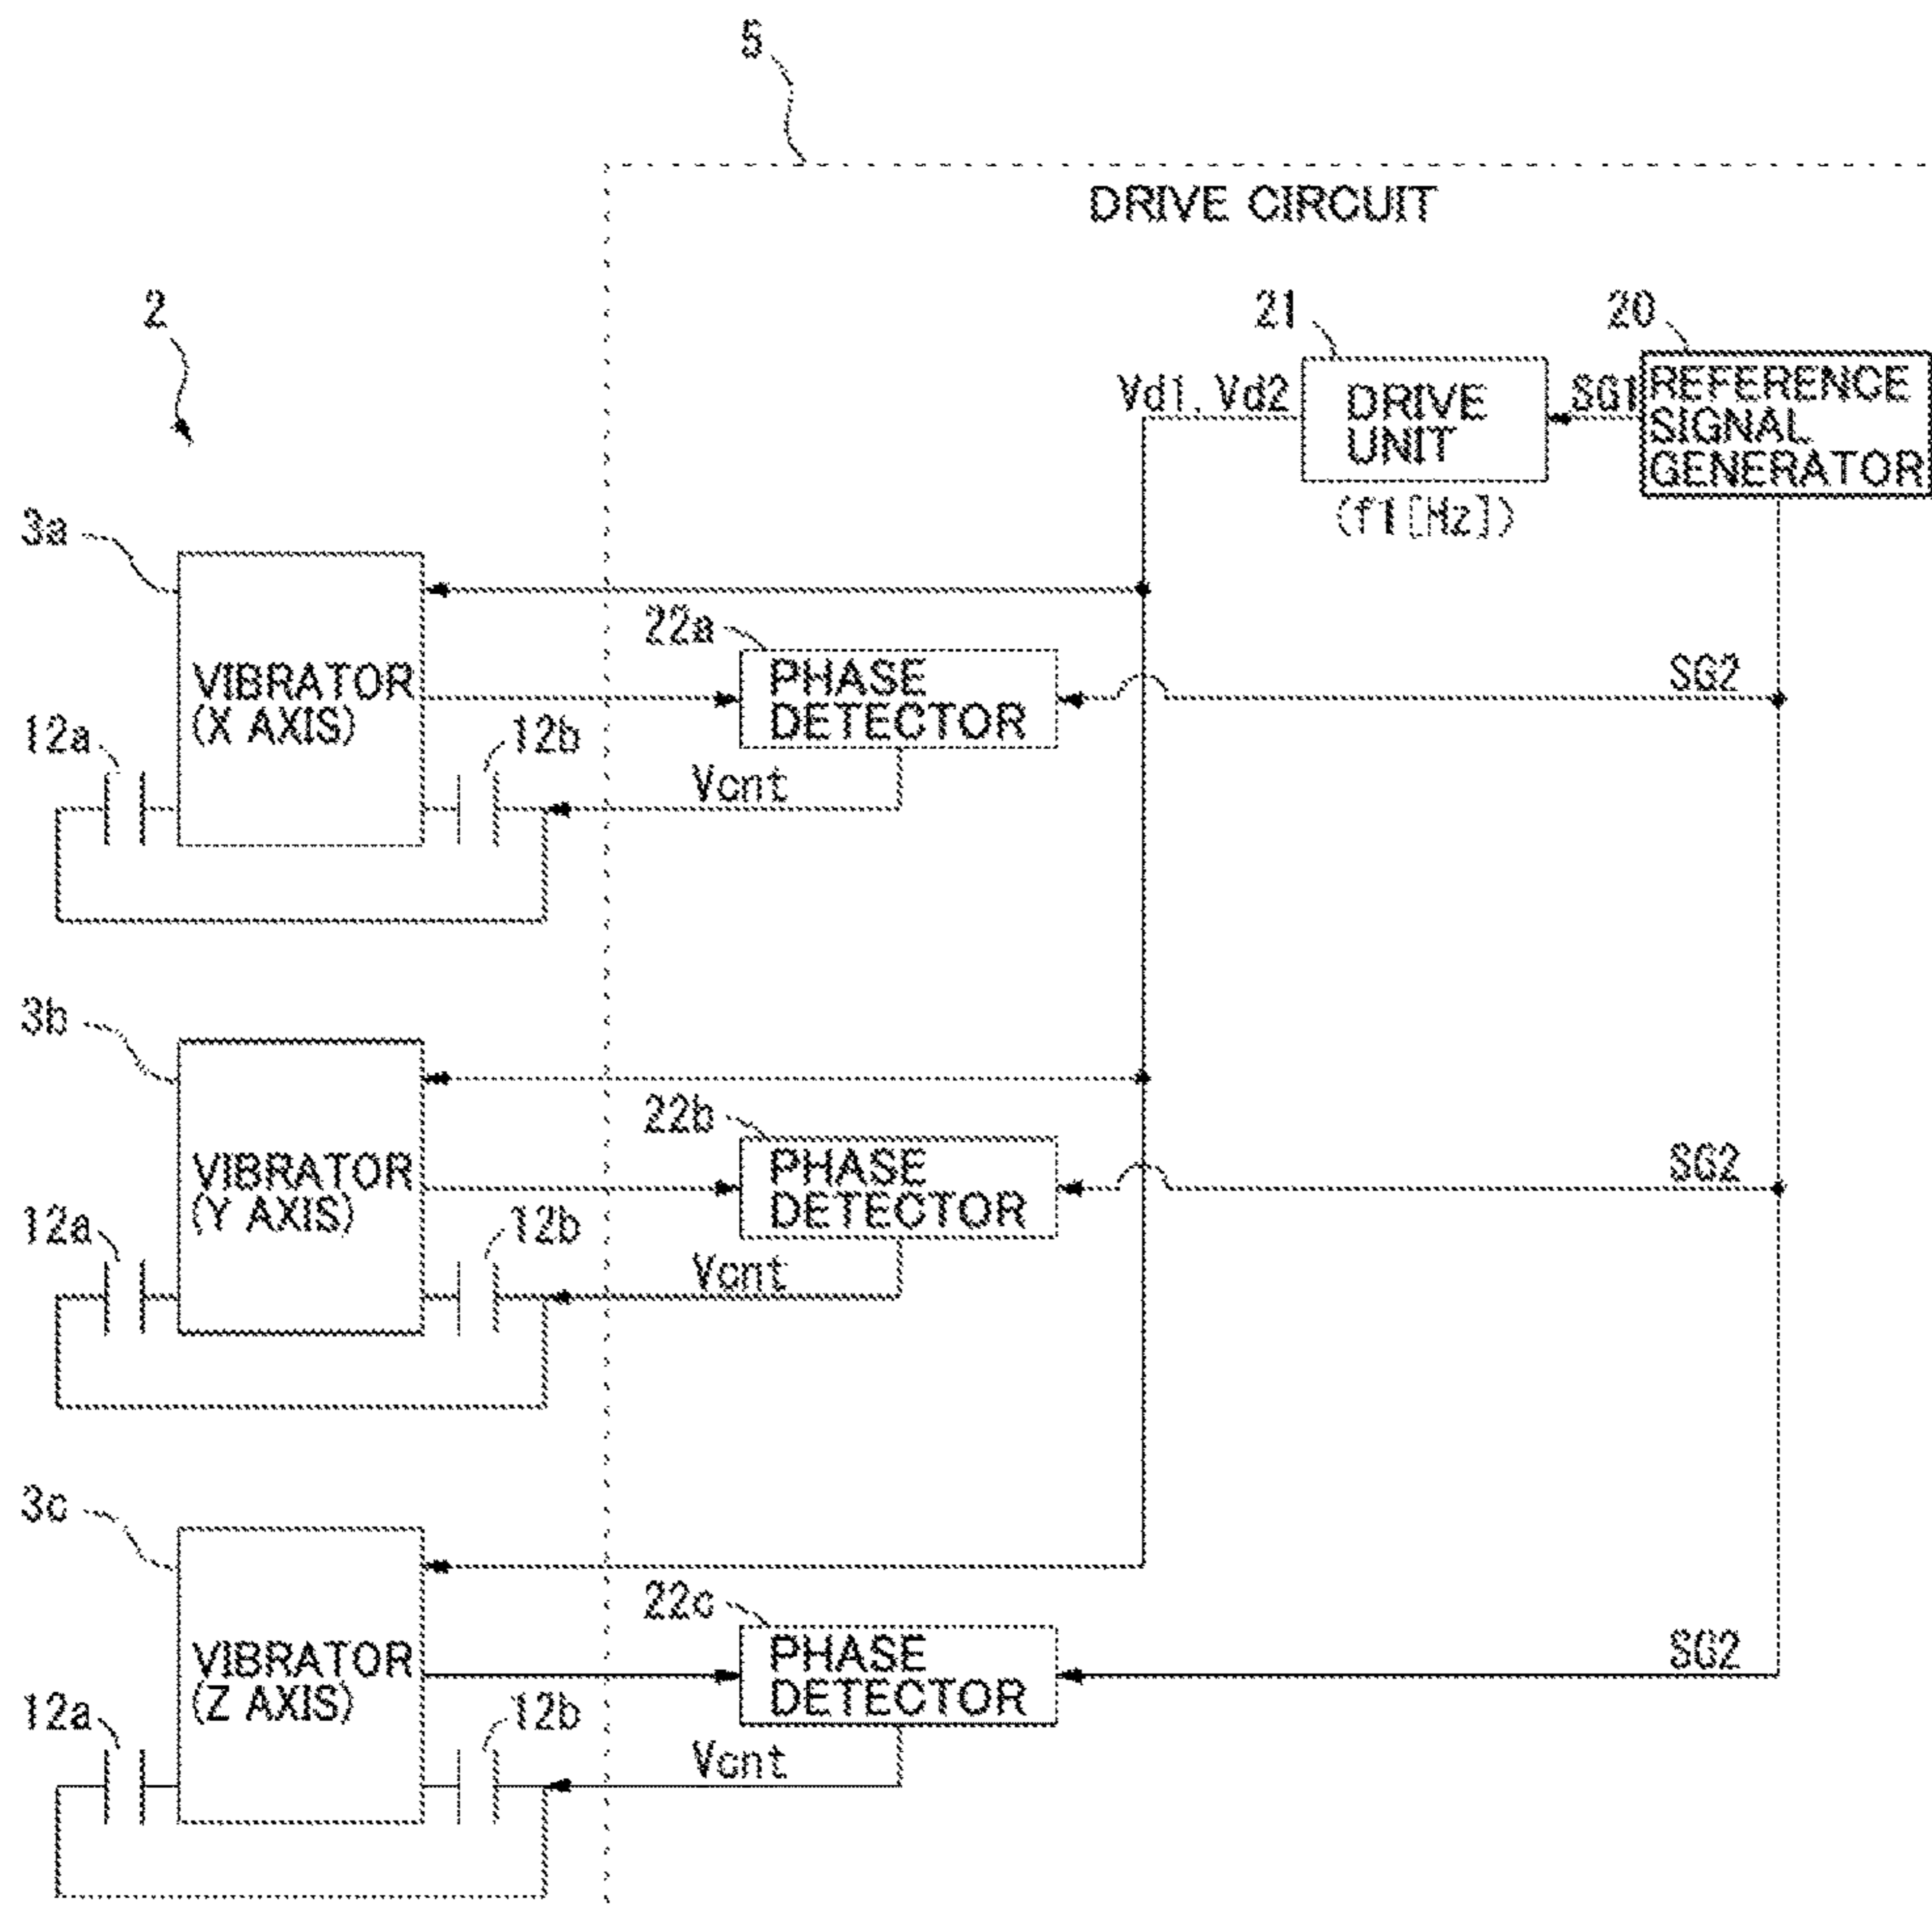 5
DRIVE CIRCUIT
2
21
20
Vd1, Vd2
DRIVE
UNIT
SG1
REFERENCE
SIGNAL
GENERATOR
(f1[Hz])
3a
22a
VIBRATOR
(X AXIS)
PHASE
DETECTOR
SG2
12a
12b
Vcnt
3b
22b
VIBRATOR
(Y AXIS)
PHASE
DETECTOR
SG2
12a
12b
Vcnt
3c
22c
VIBRATOR
(Z AXIS)
PHASE
DETECTOR
SG2
12a
12b
Vcnt